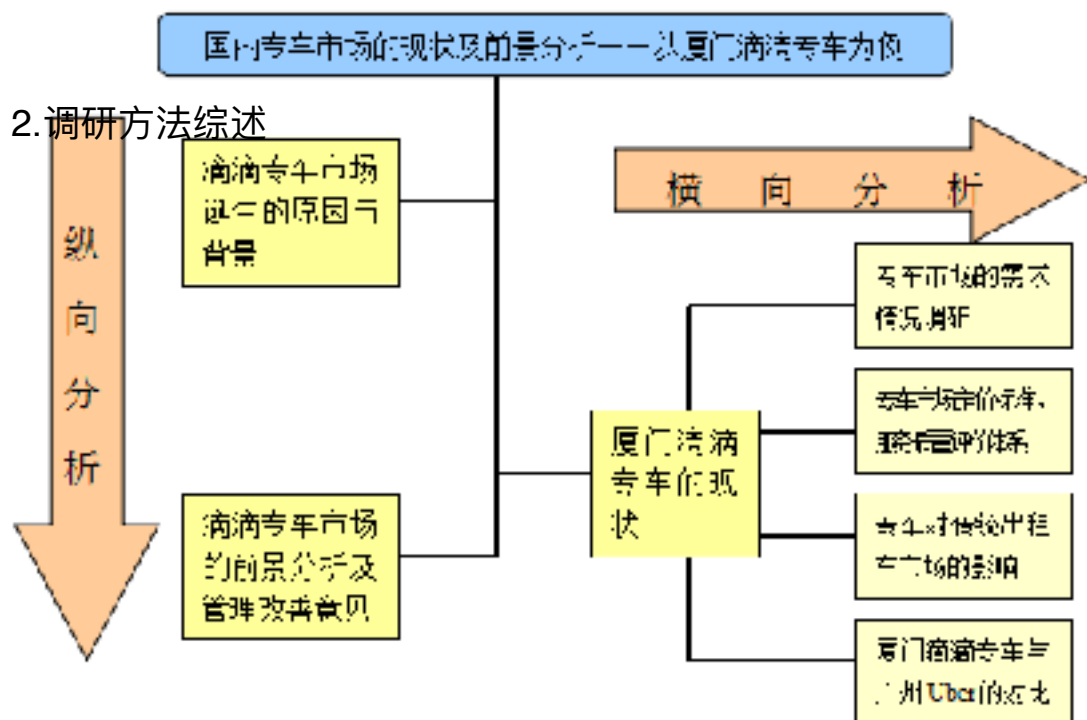 国内专车市场的现状及前景分析——以厦门滴滴专车为例
2.调研方法综述
滴滴专车市场
诞生的原因与
背景
横向分析
纵
向
分
析
专车市场的需求
情况调研
专车市场定价标准、
服务质量评价体系
厦门滴滴
专车的现
状
滴滴专车市场
的前景分析及
管理改善意见
专车对传统出租
车市场的影响
厦门滴滴专车与
广州Uber的对比